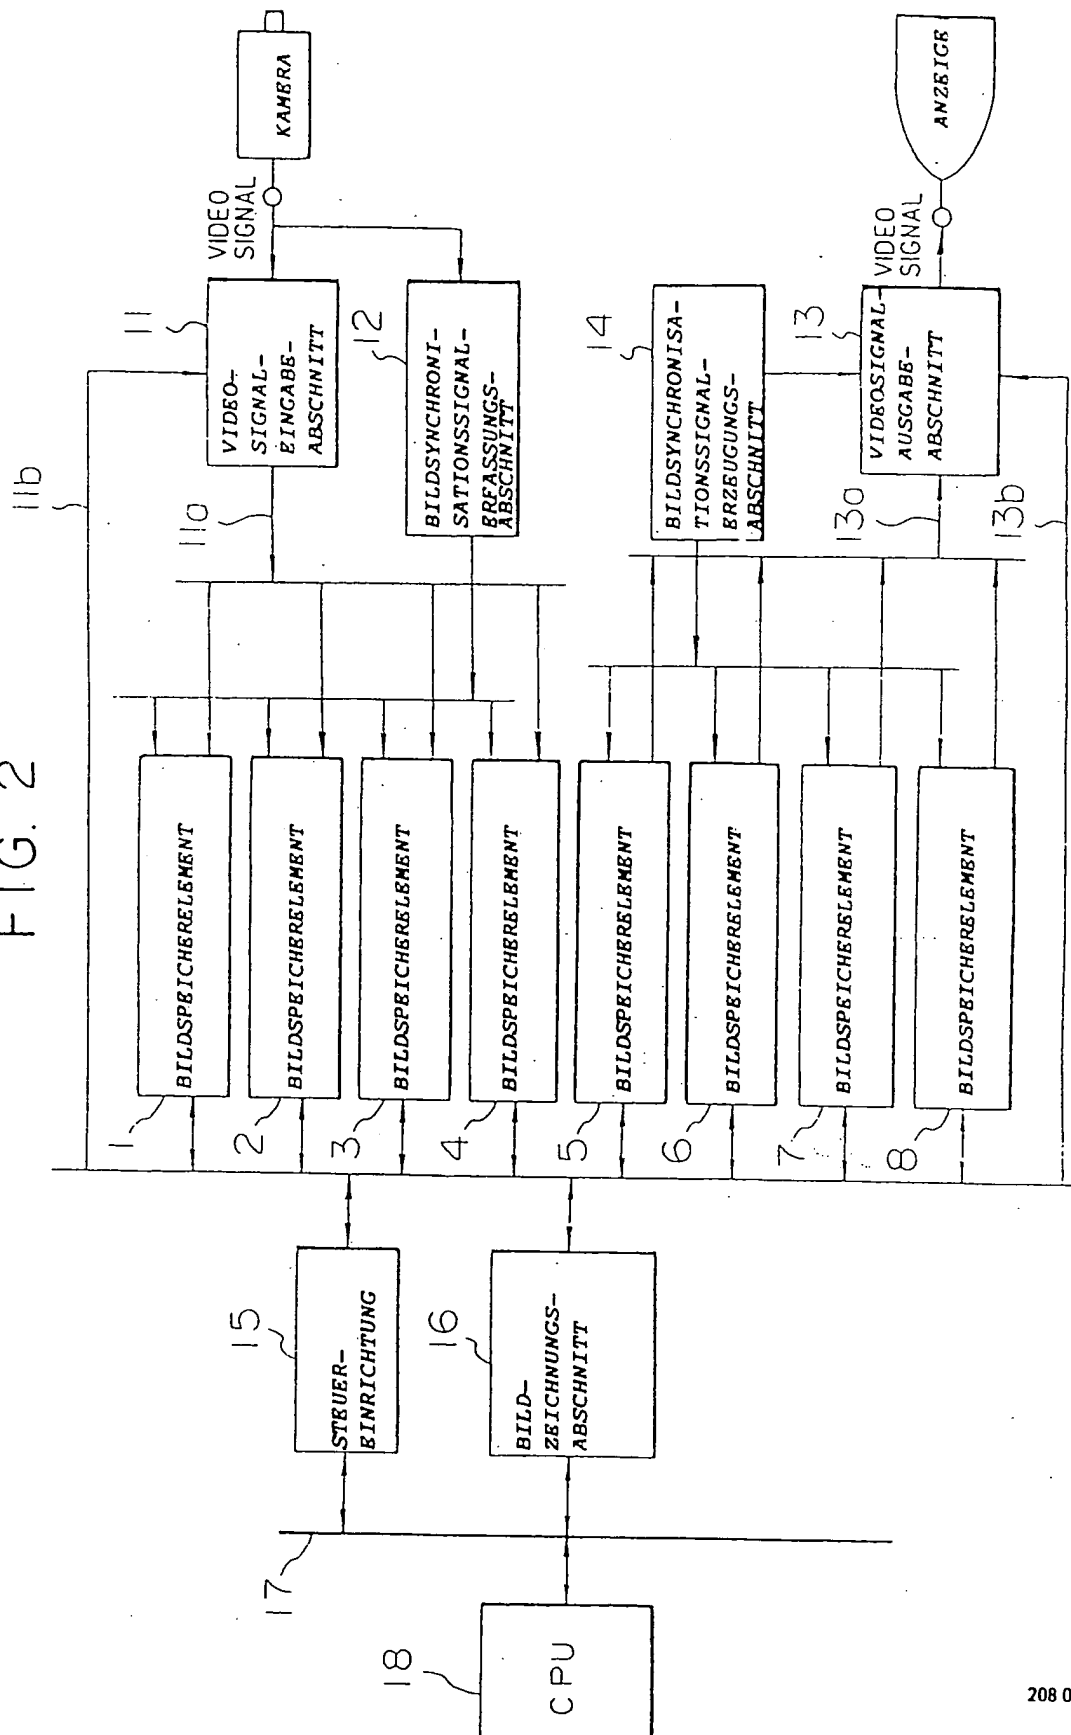 FIG. 2
11b
1
BILDSPEICHERELEMENT
2
BILDSPEICHERELEMENT
3
BILDSPEICHERELEMENT
4
BILDSPEICHERELEMENT
5
BILDSPEICHERELEMENT
6
BILDSPEICHERELEMENT
7
BILDSPEICHERELEMENT
8
BILDSPEICHERELEMENT
11a
11
VIDEO-
SIGNAL-
EINGABE-
ABSCHNITT
VIDEO
SIGNAL
KAMERA
12
BILDSYNCHRONI-
SATIONSSIGNAL-
ERFASSUNGS-
ABSCHNITT
14
BILDSYNCHRONISA-
TIONSSIGNAL-
ERZEUGUNGS-
ABSCHNITT
13a
13
VIDEOSIGNAL-
AUSGABE-
ABSCHNITT
VIDEO
SIGNAL
ANZEIGE
13b
15
STEUER-
EINRICHTUNG
16
BILD-
ZEICHNUNGS-
ABSCHNITT
17
18
CPU
208 0